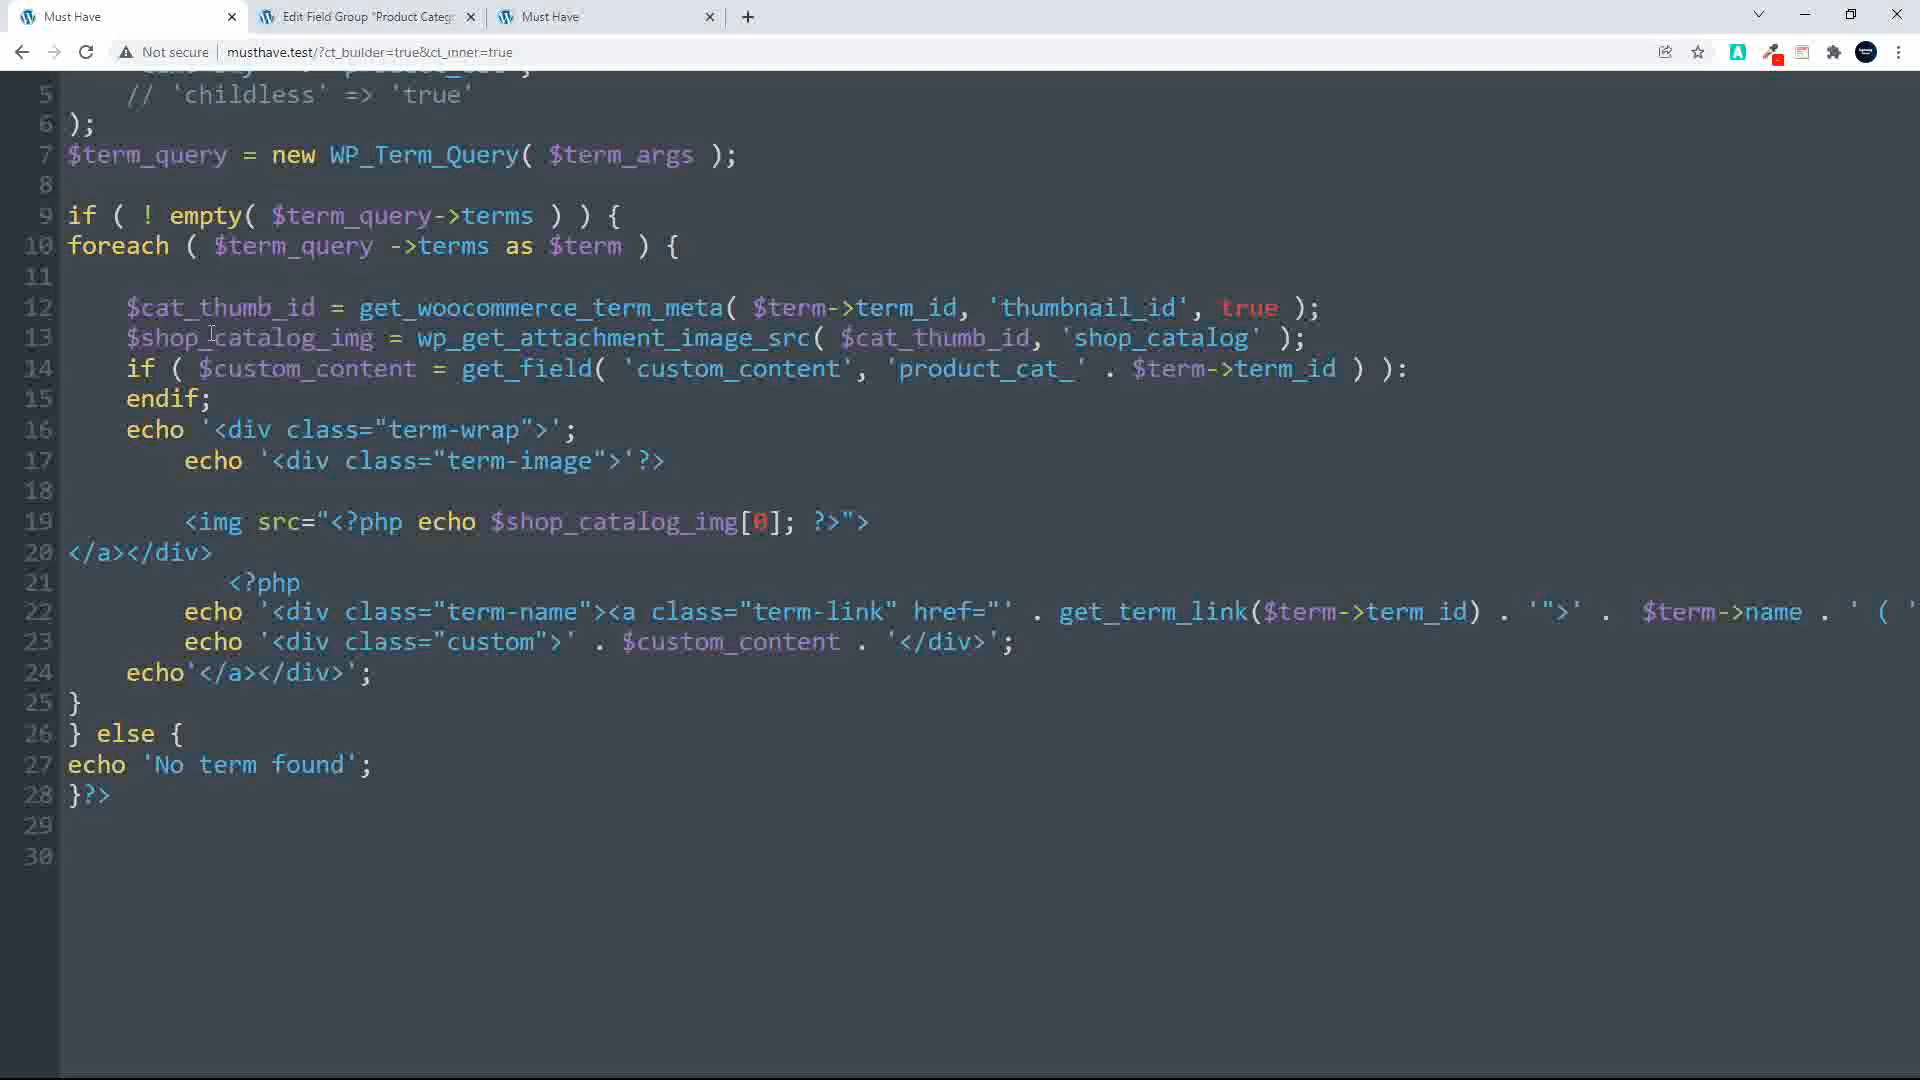 Must Have
Edit Field Group "Product Categ
Must Have
Not secure
musthave.test/?ct_builder=true&ct_inner=true
5 // 'childless' => 'true'
6 );
7 $term_query = new WP_Term_Query( $term_args );
8
9 if ( ! empty( $term_query->terms ) ) {
10 foreach ( $term_query ->terms as $term ) {
11
12 $cat_thumb_id = get_woocommerce_term_meta( $term->term_id, 'thumbnail_id', true );
13 $shop_catalog_img = wp_get_attachment_image_src( $cat_thumb_id, 'shop_catalog' );
14 if ( $custom_content = get_field( 'custom_content', 'product_cat_' . $term->term_id ) ):
15 endif;
16 echo '<div class="term-wrap">';
17 echo '<div class="term-image">'?>
18
19 <img src="<?php echo $shop_catalog_img[0]; ?>">
20 </a></div>
21 <?php
22 echo '<div class="term-name"><a class="term-link" href="' . get_term_link($term->term_id) . '">' . $term->name . ' ( '
23 echo '<div class="custom">' . $custom_content . '</div>';
24 echo'</a></div>';
25 }
26 } else {
27 echo 'No term found';
28 }?>
29
30